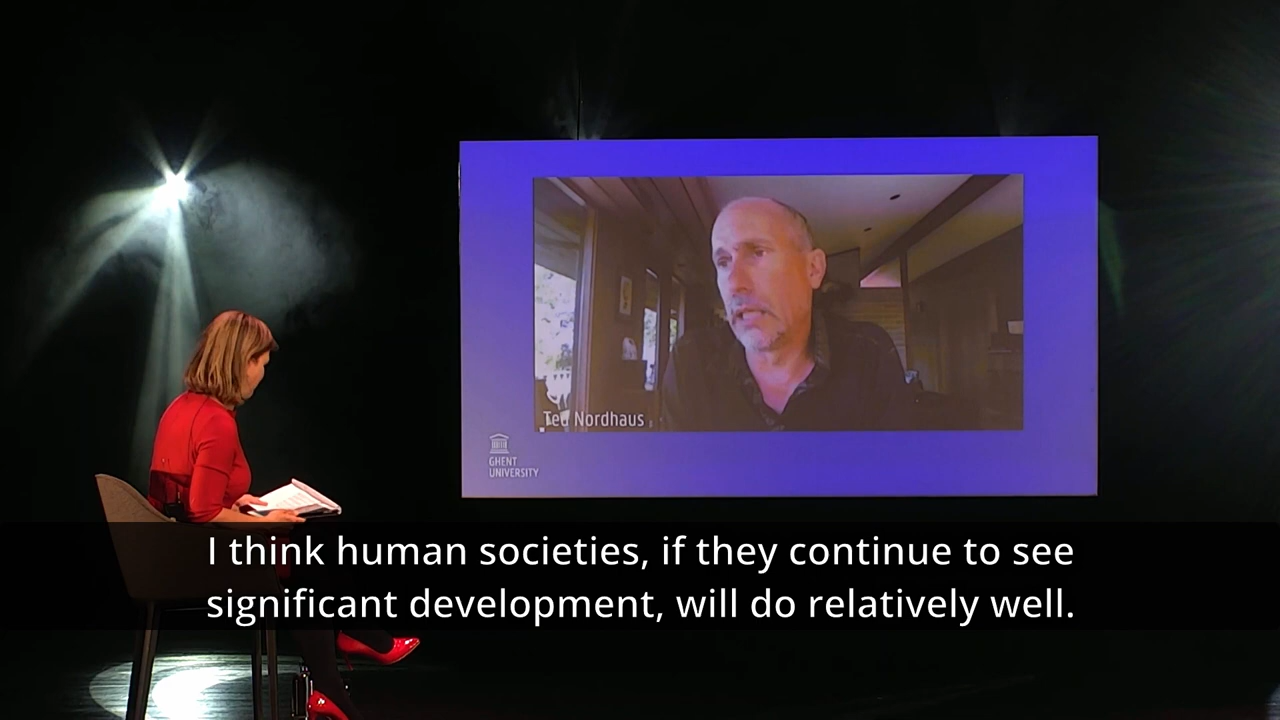 Ted Nordhaus
GHENT
UNIVERSITY
I think human societies, if they continue to see
significant development, will do relatively well.